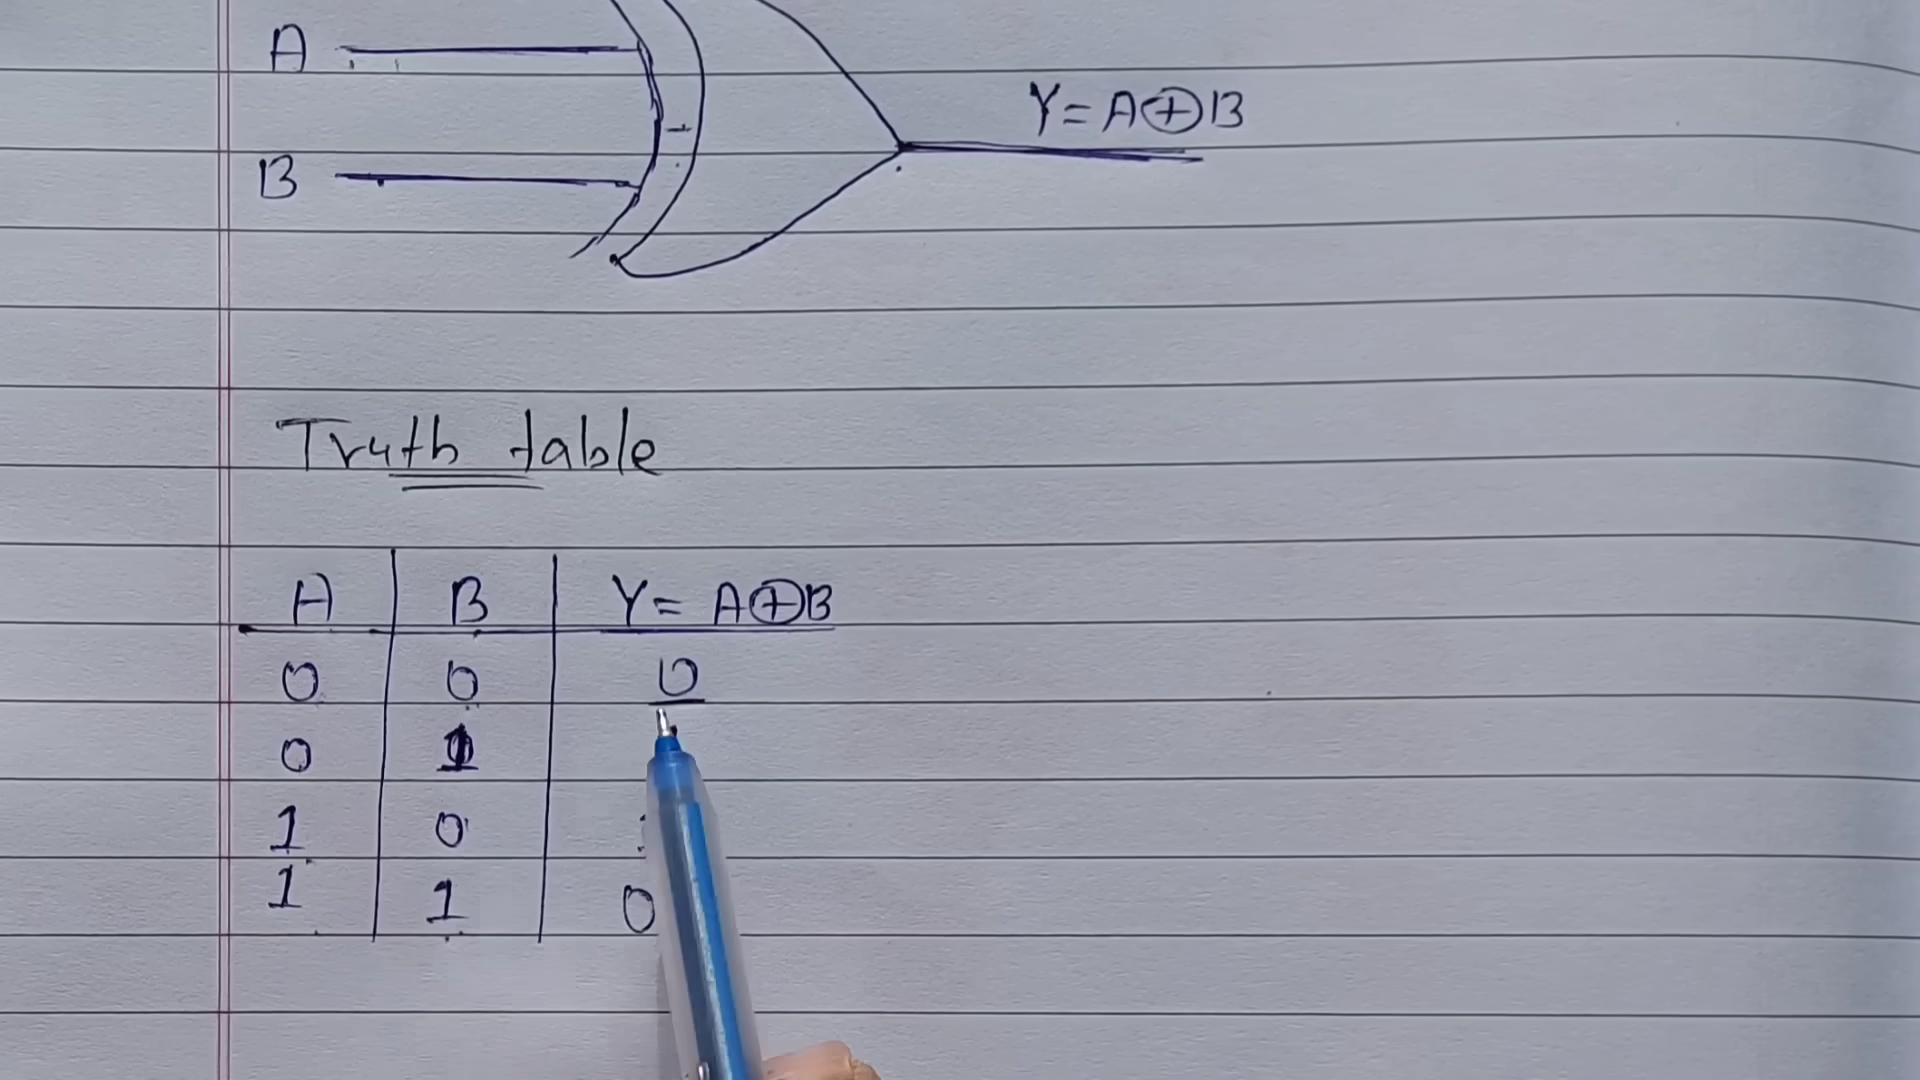 A
Y = A⊕B
B
Truth table
A B Y = A⊕B
0 0 0
0 1
1 0
1 1 0